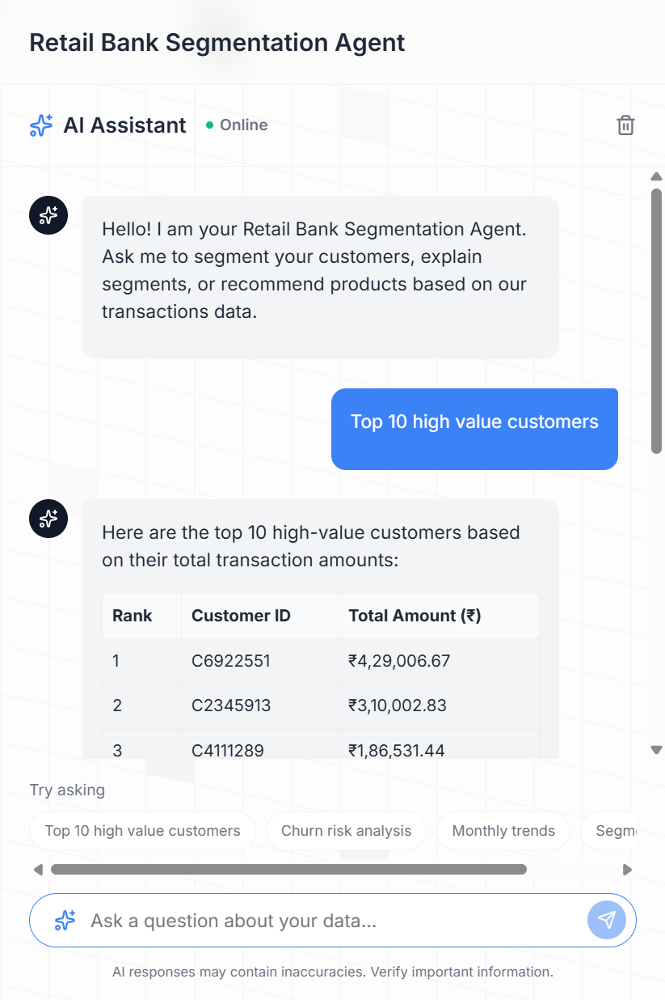 Retail Bank Segmentation Agent
AI Assistant
Online
Hello! I am your Retail Bank Segmentation Agent.
Ask me to segment your customers, explain
segments, or recommend products based on our
transactions data.
Top 10 high value customers
Here are the top 10 high-value customers based
on their total transaction amounts:
Rank Customer ID Total Amount (₹)
1 C6922551 ₹4,29,006.67
2 C2345913 ₹3,10,002.83
3 C4111289 ₹1,86,531.44
Try asking
Top 10 high value customers Churn risk analysis Monthly trends
Ask a question about your data...
AI responses may contain inaccuracies. Verify important information.